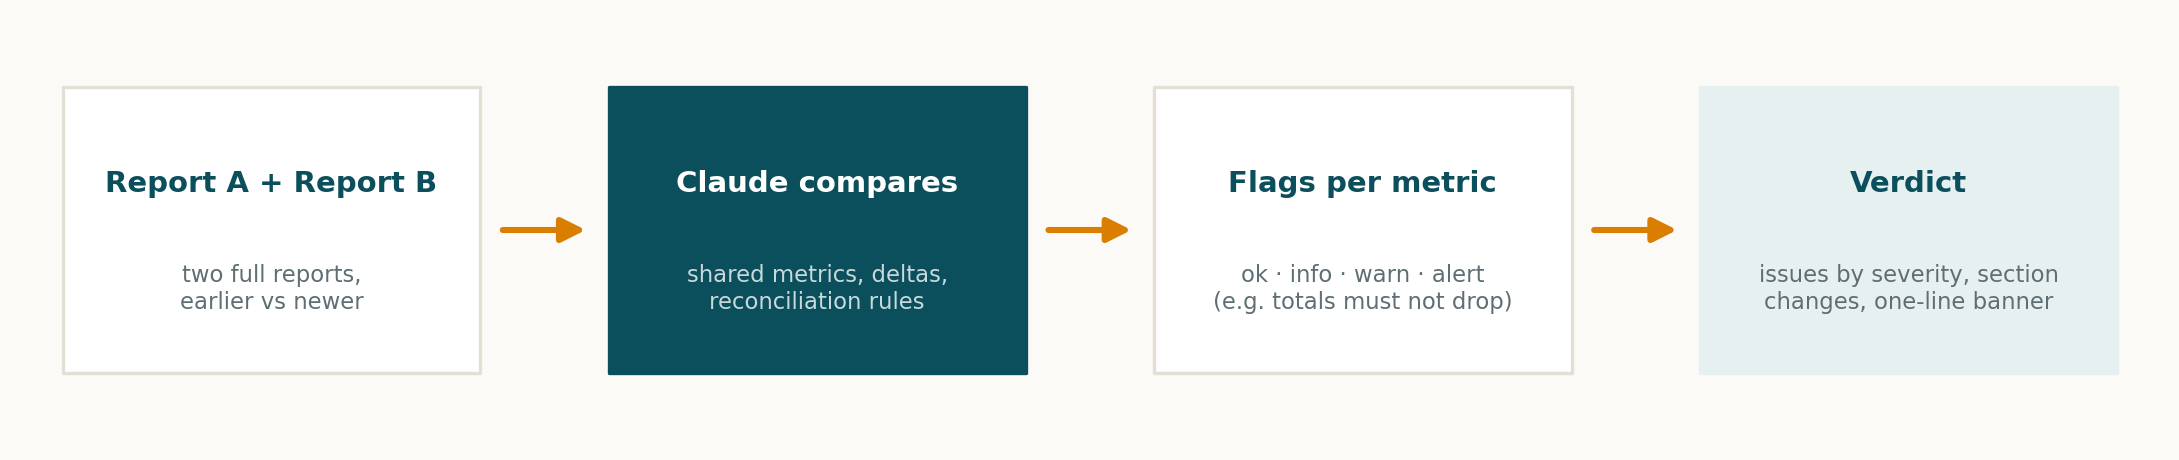 Report A + Report B
two full reports,
earlier vs newer
Claude compares
shared metrics, deltas,
reconciliation rules
Flags per metric
ok · info · warn · alert
(e.g. totals must not drop)
Verdict
issues by severity, section
changes, one-line banner